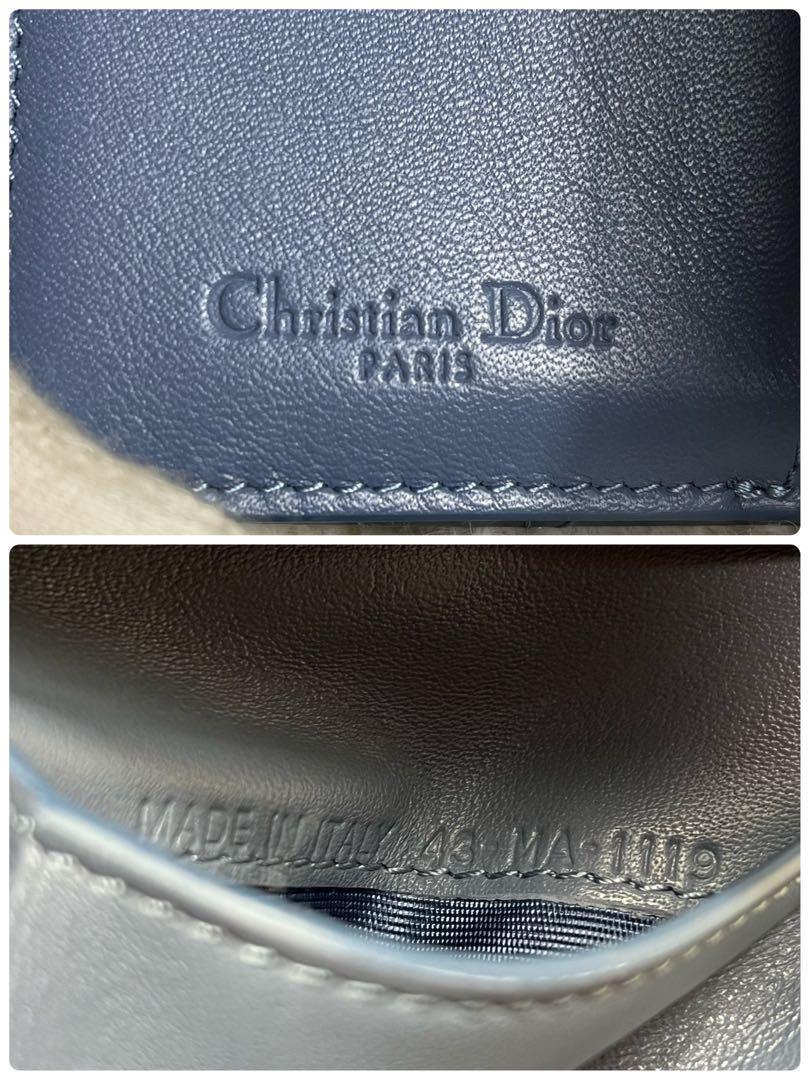 Christian Dior
PARIS
MADE IN ITALY 43·MA·1119